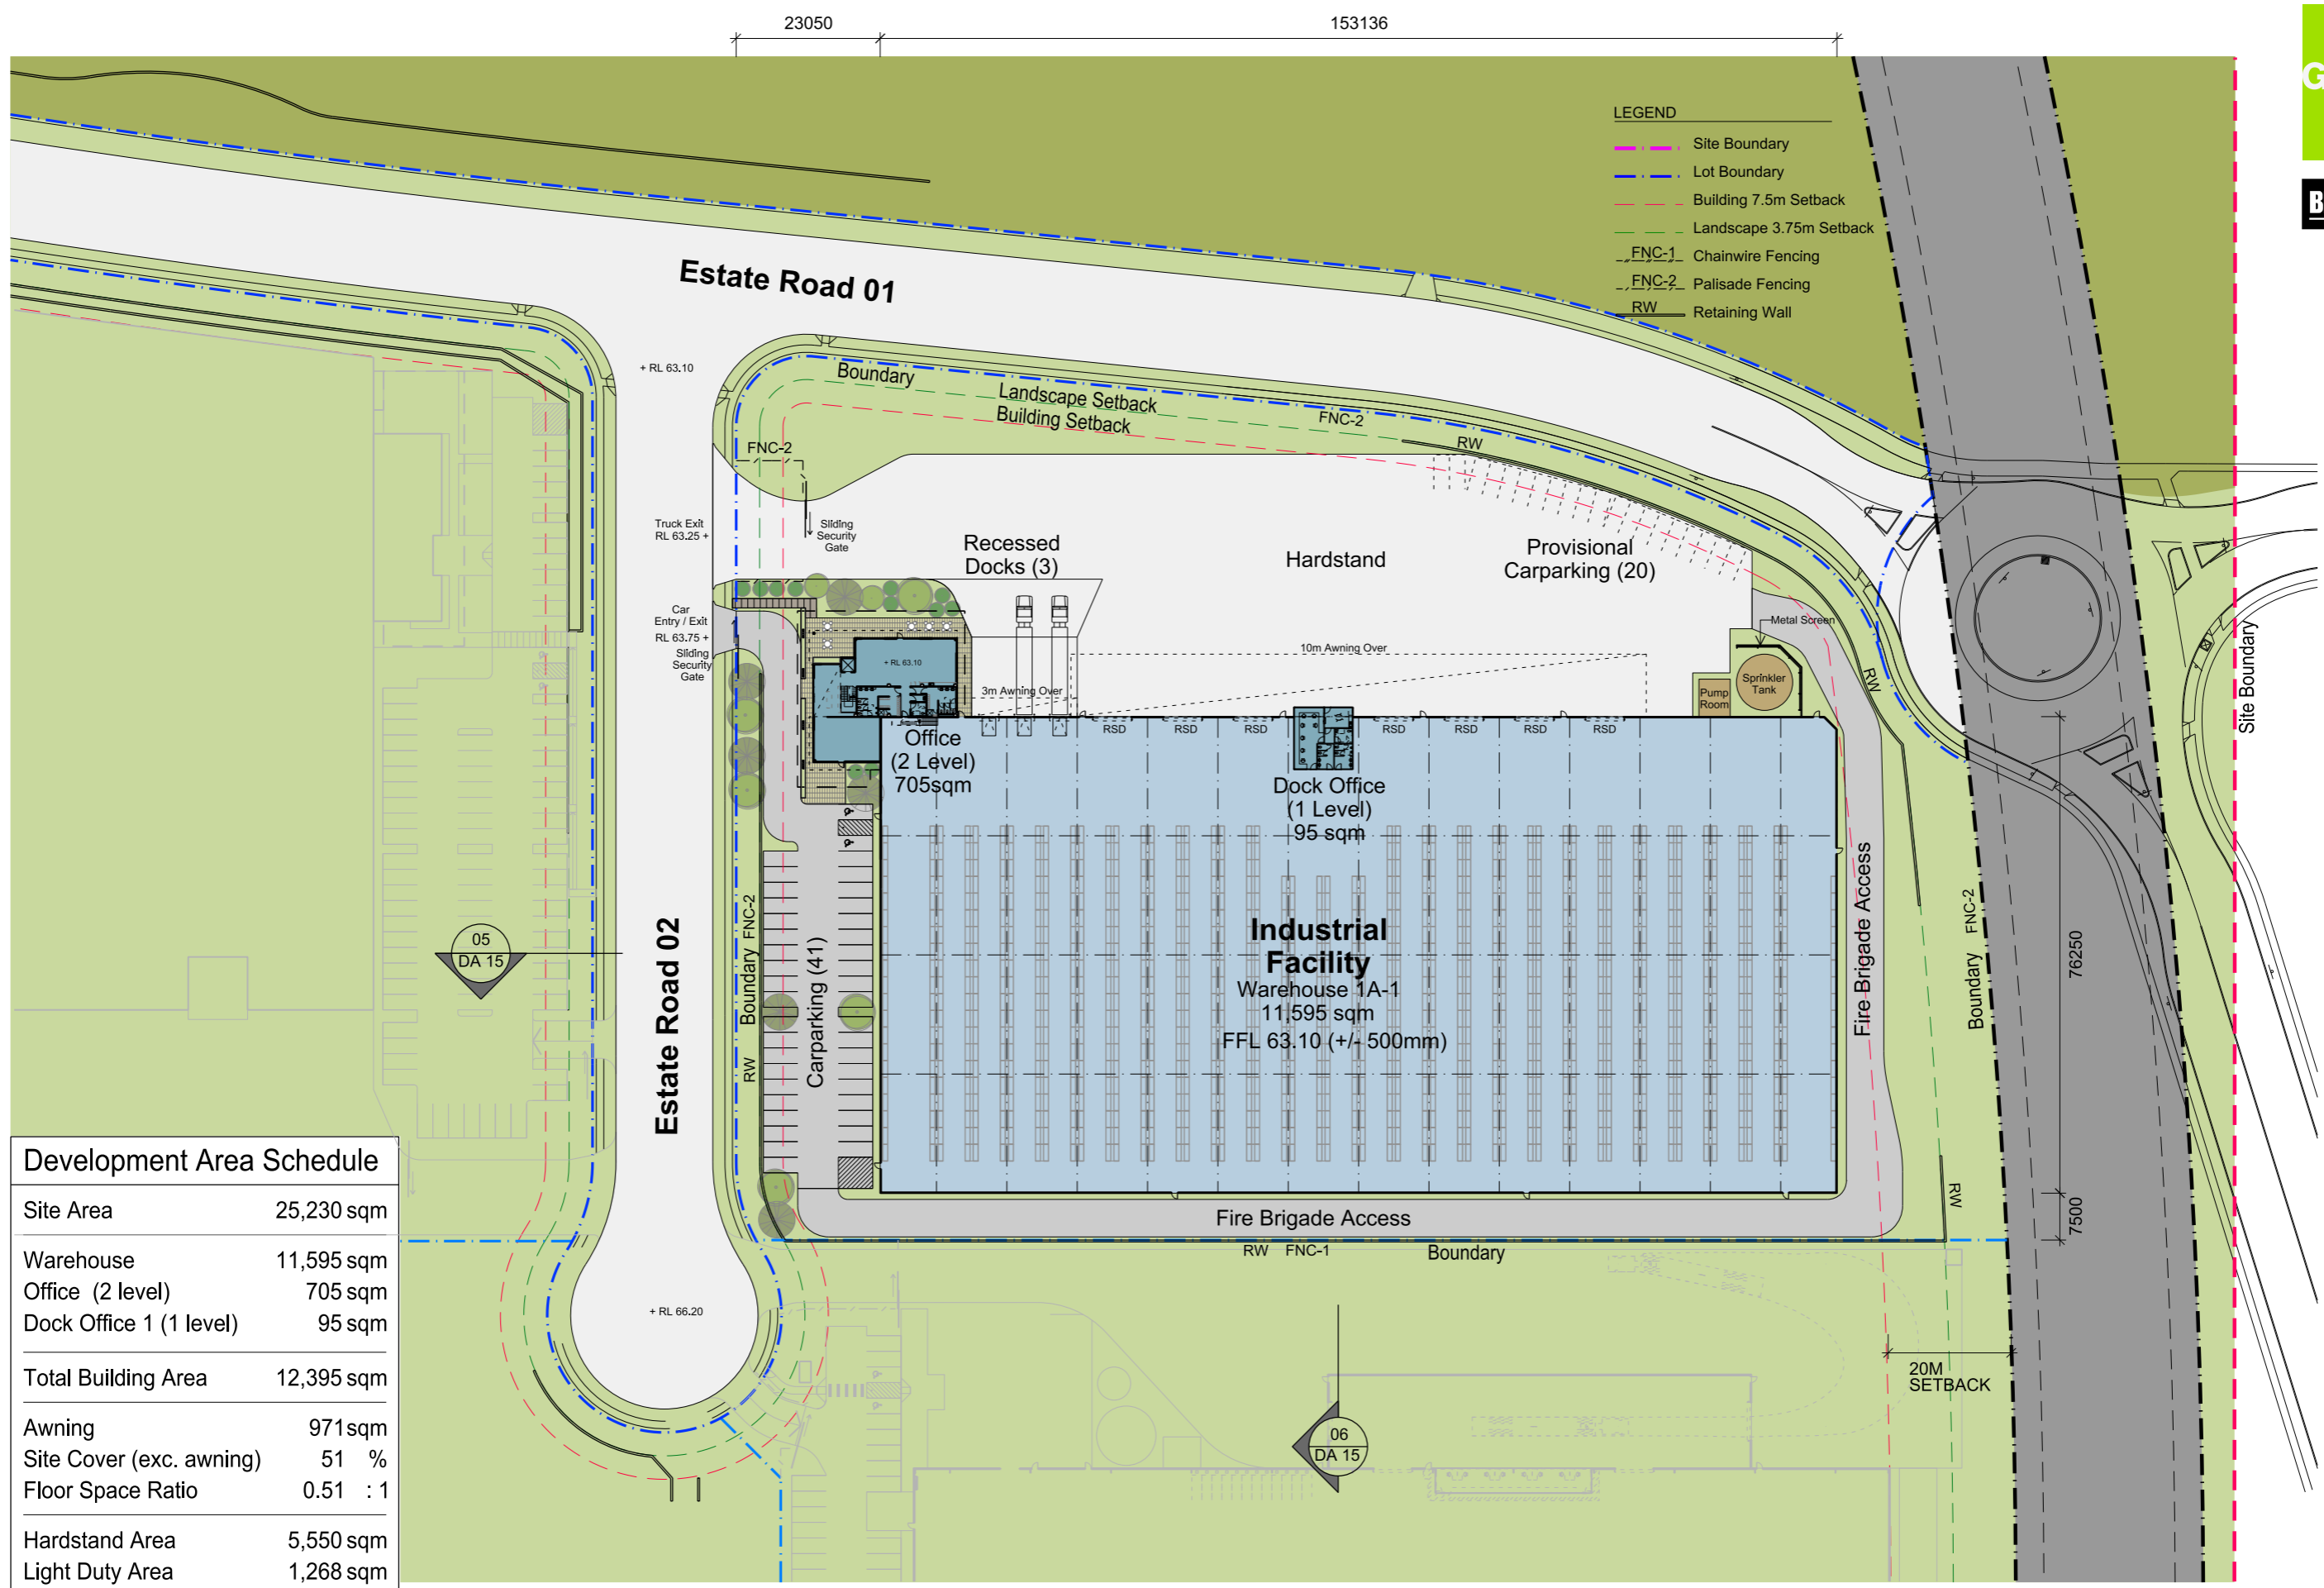 23050
153136
G
B
LEGEND
Site Boundary
Lot Boundary
Building 7.5m Setback
Landscape 3.75m Setback
FNC-1 Chainwire Fencing
FNC-2 Palisade Fencing
RW Retaining Wall
Estate Road 01
+ RL 63.10
Boundary
Landscape Setback
Building Setback
FNC-2
RW
FNC-2
Truck Exit
RL 63.25 +
Sliding
Security
Gate
Recessed
Docks (3)
Hardstand
Provisional
Carparking (20)
Car
Entry / Exit
RL 63.75 +
Sliding
Security
Gate
Metal Screen
+ RL 63.10
10m Awning Over
3m Awning Over
Pump
Room
Sprinkler
Tank
RW
Site Boundary
Office
(2 Level)
705sqm
RSD
RSD
RSD
RSD
RSD
RSD
RSD
Dock Office
(1 Level)
95 sqm
Industrial
Facility
Warehouse 1A-1
11,595 sqm
FFL 63.10 (+/- 500mm)
05
DA 15
Estate Road 02
RW Boundary FNC-2
Carparking (41)
Fire Brigade Access
Boundary FNC-2
76250
7500
RW
Fire Brigade Access
RW FNC-1 Boundary
+ RL 66.20
20M
SETBACK
06
DA 15
Development Area Schedule
Site Area 25,230 sqm
Warehouse 11,595 sqm
Office (2 level) 705 sqm
Dock Office 1 (1 level) 95 sqm
Total Building Area 12,395 sqm
Awning 971sqm
Site Cover (exc. awning) 51 %
Floor Space Ratio 0.51 : 1
Hardstand Area 5,550 sqm
Light Duty Area 1,268 sqm